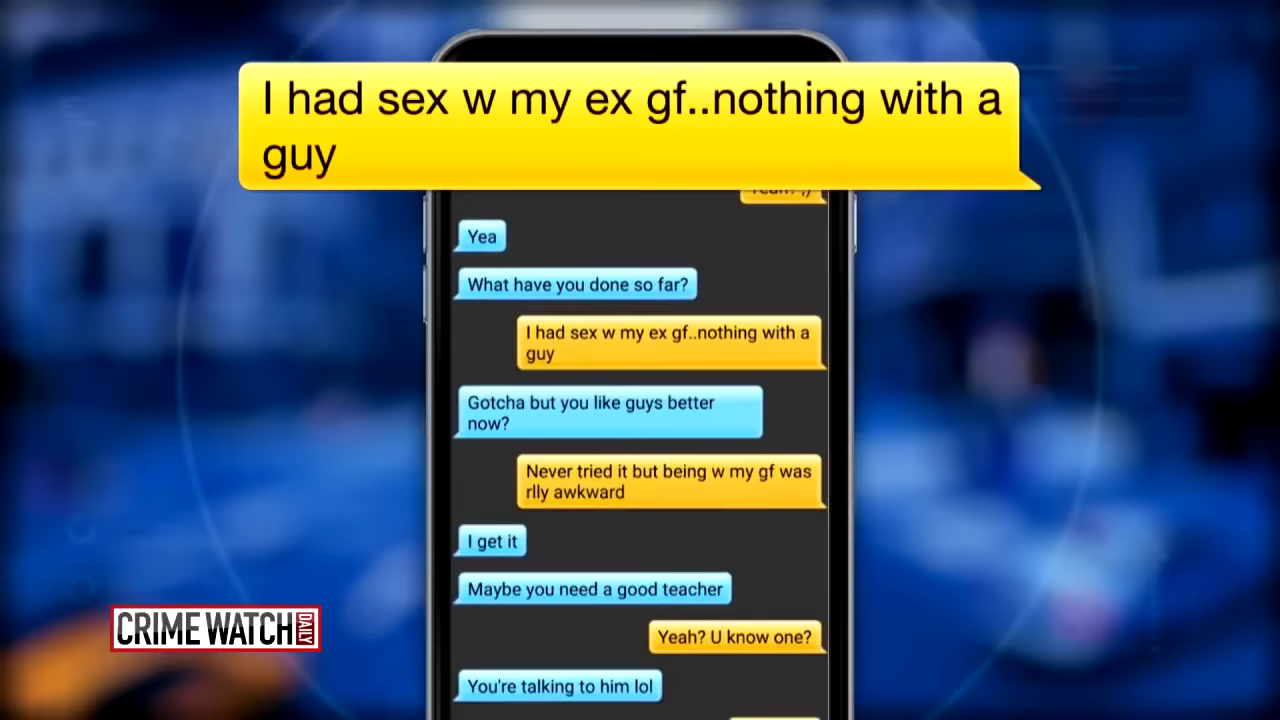 I had sex w my ex gf..nothing with a
guy
Yeah? ;)
Yea
What have you done so far?
I had sex w my ex gf..nothing with a
guy
Gotcha but you like guys better
now?
Never tried it but being w my gf was
rlly awkward
I get it
Maybe you need a good teacher
Yeah? U know one?
You're talking to him lol
CRIME WATCH DAILY